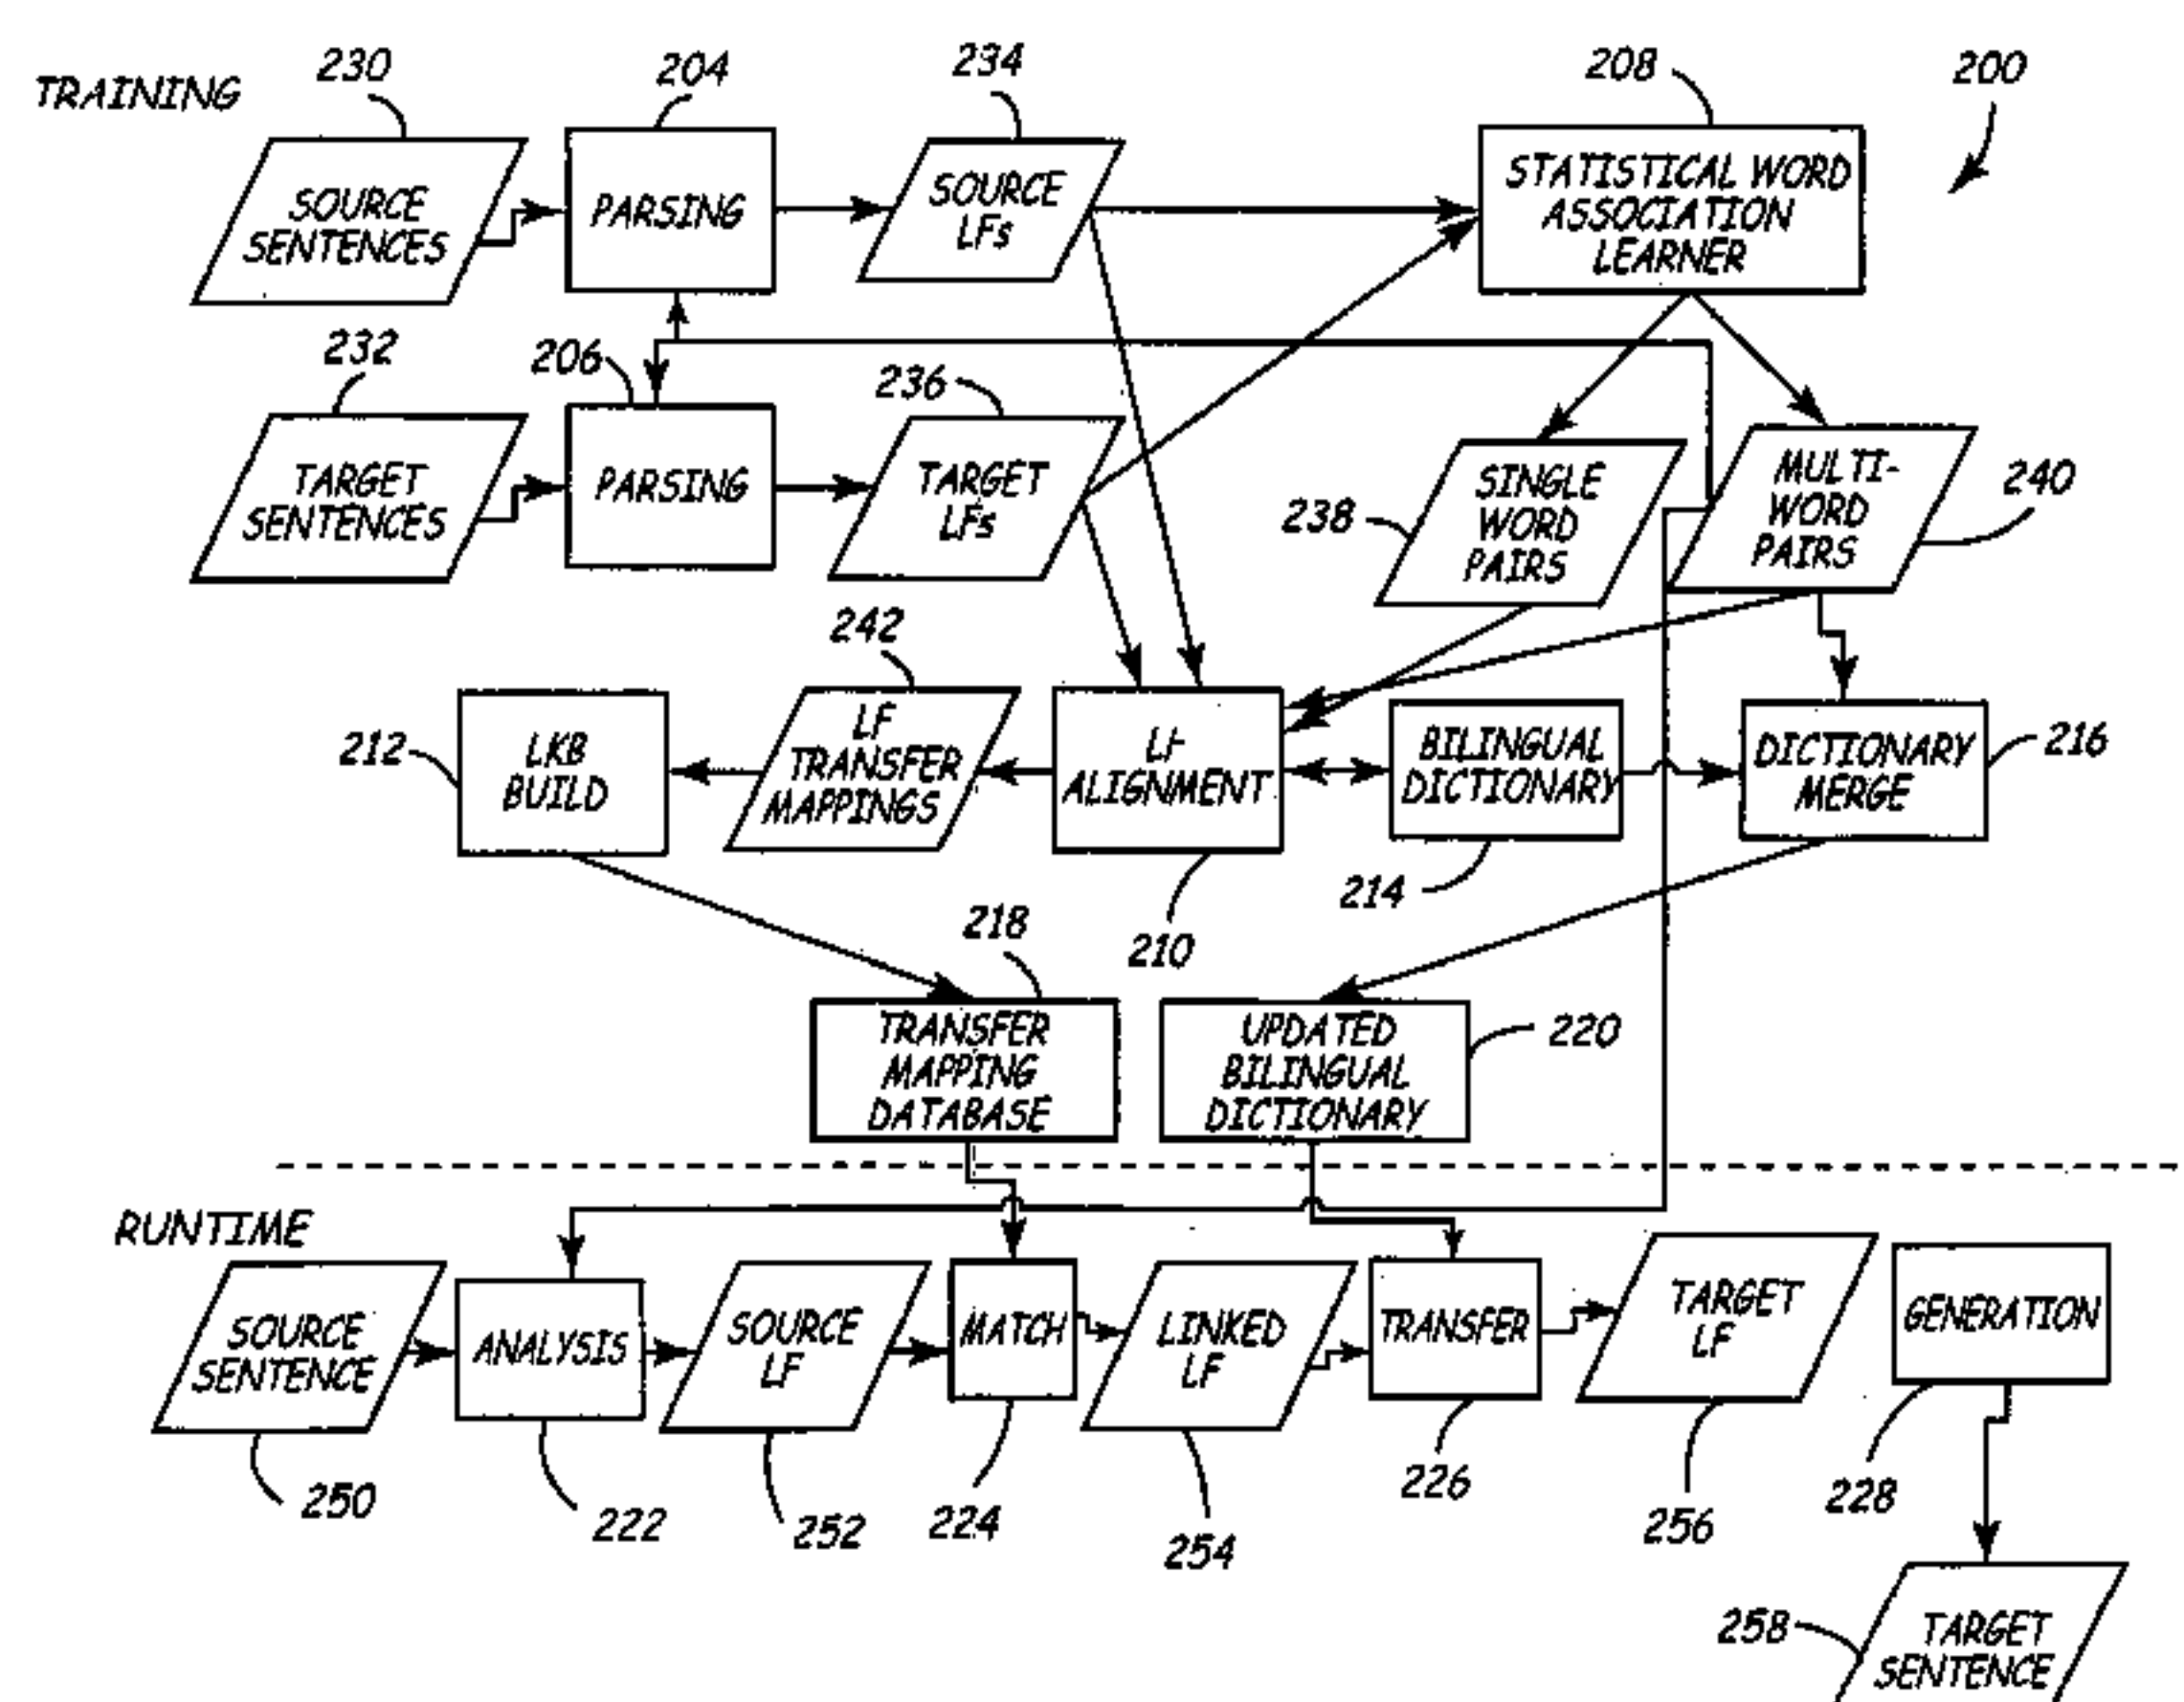 TRAINING
230
204
234
208
200
SOURCE
SENTENCES
PARSING
SOURCE
LFs
STATISTICAL WORD
ASSOCIATION
LEARNER
232
206
236
TARGET
SENTENCES
PARSING
TARGET
LFs
238
SINGLE
WORD
PAIRS
MULTI-
WORD
PAIRS
240
242
212
LKB
BUILD
LF
TRANSFER
MAPPINGS
LF
ALIGNMENT
BILINGUAL
DICTIONARY
DICTIONARY
MERGE
216
214
210
218
TRANSFER
MAPPING
DATABASE
UPDATED
BILINGUAL
DICTIONARY
220
RUNTIME
SOURCE
SENTENCE
ANALYSIS
SOURCE
LF
MATCH
LINKED
LF
TRANSFER
TARGET
LF
GENERATION
250
222
252
224
254
226
256
228
258
TARGET
SENTENCE